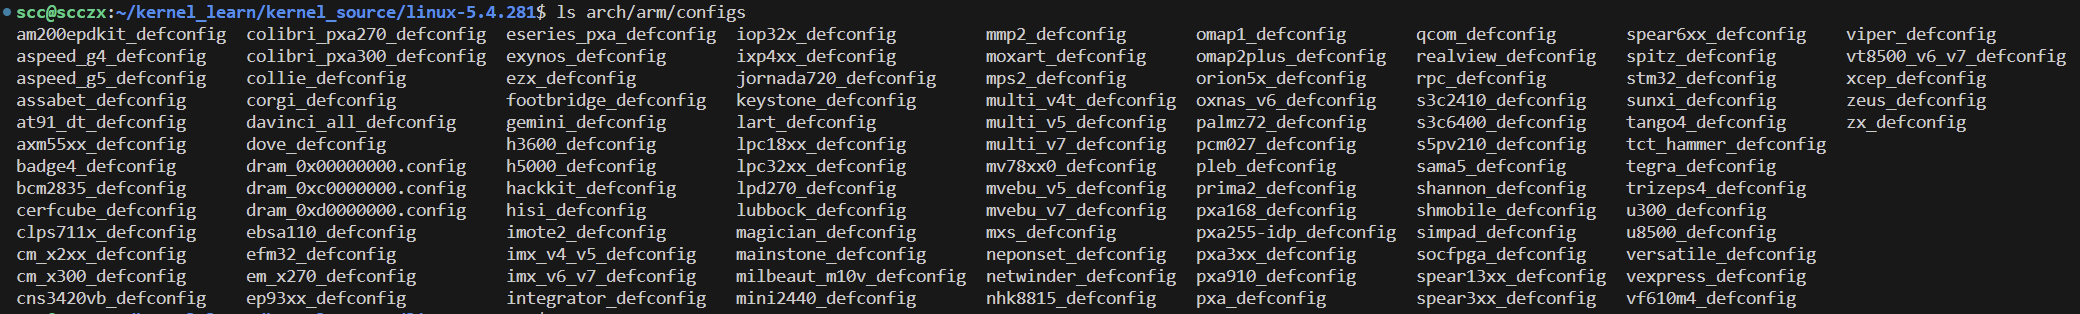 scc@scczx:~/kernel_learn/kernel_source/linux-5.4.281$ ls arch/arm/configs
am200epdkit_defconfig colibri_pxa270_defconfig eseries_pxa_defconfig iop32x_defconfig mmp2_defconfig omap1_defconfig qcom_defconfig spear6xx_defconfig viper_defconfig
aspeed_g4_defconfig colibri_pxa300_defconfig exynos_defconfig ixp4xx_defconfig moxart_defconfig omap2plus_defconfig realview_defconfig spitz_defconfig vt8500_v6_v7_defconfig
aspeed_g5_defconfig collie_defconfig ezx_defconfig jornada720_defconfig mps2_defconfig orion5x_defconfig rpc_defconfig stm32_defconfig xcep_defconfig
assabet_defconfig corgi_defconfig footbridge_defconfig keystone_defconfig multi_v4t_defconfig oxnas_v6_defconfig s3c2410_defconfig sunxi_defconfig zeus_defconfig
at91_dt_defconfig davinci_all_defconfig gemini_defconfig lart_defconfig multi_v5_defconfig palmz72_defconfig s3c6400_defconfig tango4_defconfig zx_defconfig
axm55xx_defconfig dove_defconfig h3600_defconfig lpc18xx_defconfig multi_v7_defconfig pcm027_defconfig s5pv210_defconfig tct_hammer_defconfig
badge4_defconfig dram_0x00000000.config h5000_defconfig lpc32xx_defconfig mv78xx0_defconfig pleb_defconfig sama5_defconfig tegra_defconfig
bcm2835_defconfig dram_0xc0000000.config hackkit_defconfig lpd270_defconfig mvebu_v5_defconfig prima2_defconfig shannon_defconfig trizeps4_defconfig
cerfcube_defconfig dram_0xd0000000.config hisi_defconfig lubbock_defconfig mvebu_v7_defconfig pxa168_defconfig shmobile_defconfig u300_defconfig
clps711x_defconfig ebsa110_defconfig imote2_defconfig magician_defconfig mxs_defconfig pxa255-idp_defconfig simpad_defconfig u8500_defconfig
cm_x2xx_defconfig efm32_defconfig imx_v4_v5_defconfig mainstone_defconfig neponset_defconfig pxa3xx_defconfig socfpga_defconfig versatile_defconfig
cm_x300_defconfig em_x270_defconfig imx_v6_v7_defconfig milbeaut_m10v_defconfig netwinder_defconfig pxa910_defconfig spear13xx_defconfig vexpress_defconfig
cns3420vb_defconfig ep93xx_defconfig integrator_defconfig mini2440_defconfig nhk8815_defconfig pxa_defconfig spear3xx_defconfig vf610m4_defconfig